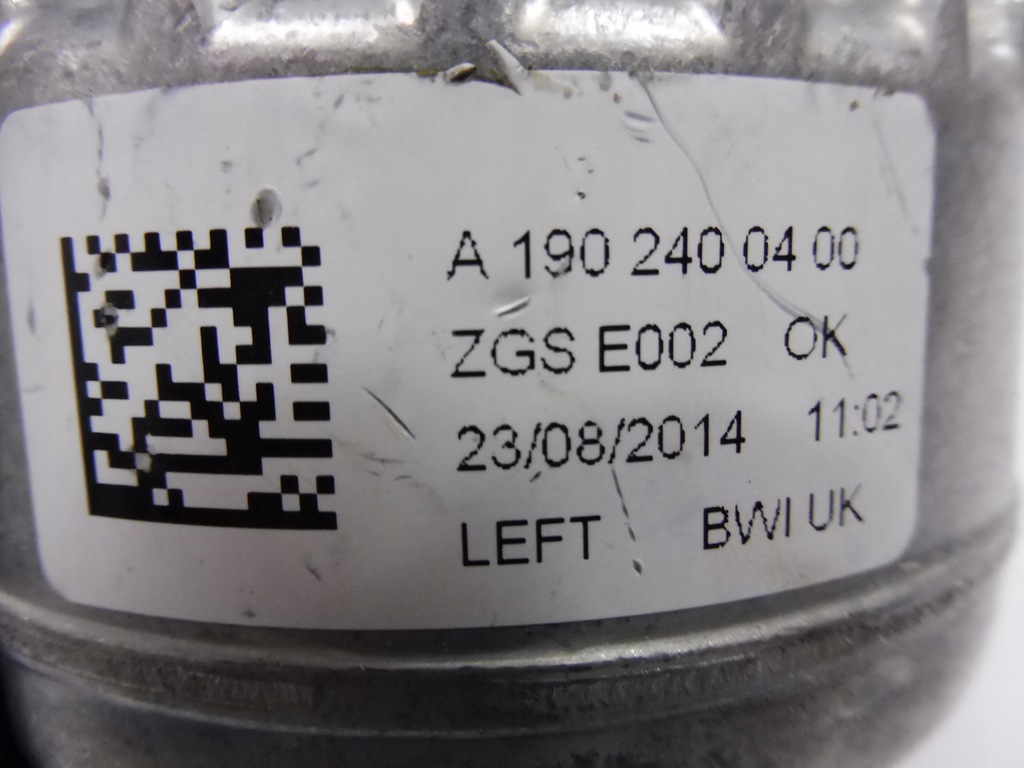 A 190 240 04 00
ZGS E002 OK
23/08/2014 11:02
LEFT BWI UK